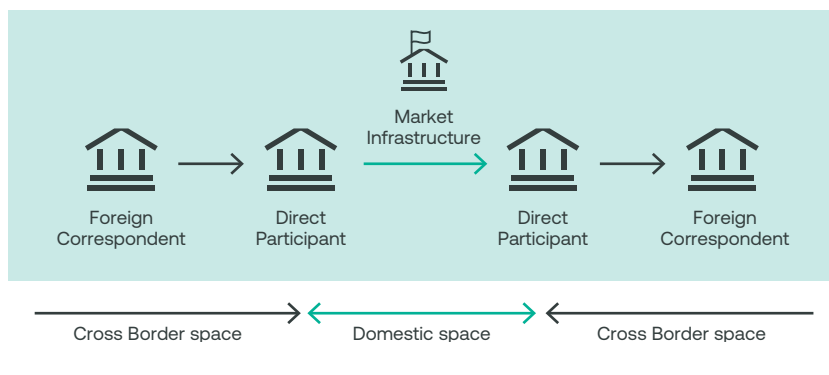 Market
Infrastructure
Foreign
Correspondent
Direct
Participant
Direct
Participant
Foreign
Correspondent
Cross Border space
Domestic space
Cross Border space